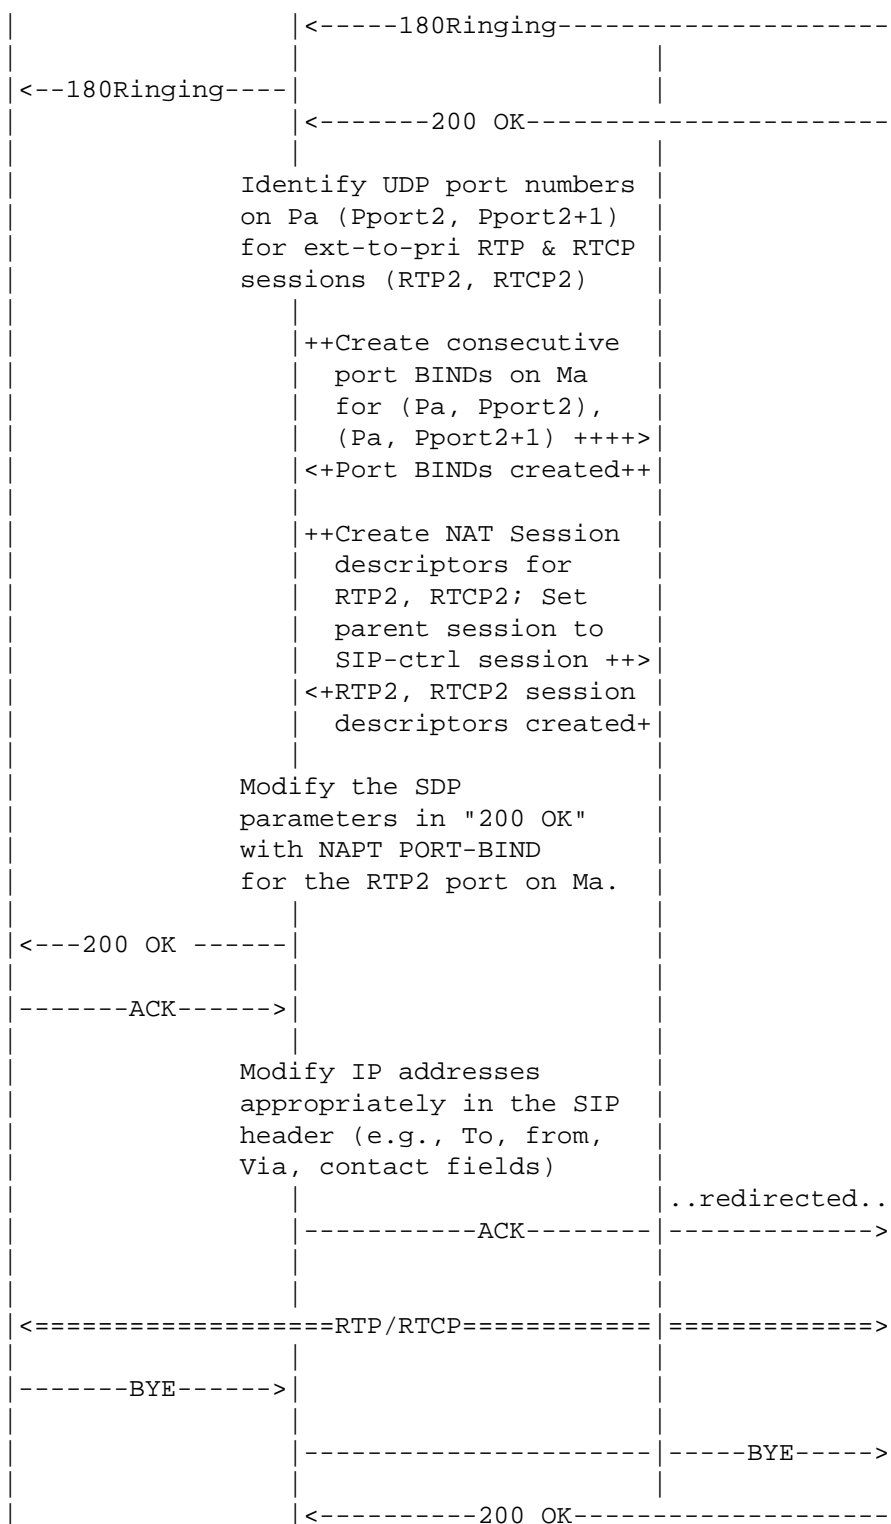 |                 |<-----180Ringing---------------------
|                 |                      |
|<--180Ringing----|                      |
|                 |<-------200 OK-----------------------
|                 |                      |
|              Identify UDP port numbers |
|              on Pa (Pport2, Pport2+1)  |
|              for ext-to-pri RTP & RTCP |
|              sessions (RTP2, RTCP2)    |
|                 |                      |
|                 |++Create consecutive  |
|                 |  port BINDs on Ma    |
|                 |  for (Pa, Pport2),   |
|                 |  (Pa, Pport2+1) ++++>|
|                 |<+Port BINDs created++|
|                 |                      |
|                 |++Create NAT Session  |
|                 |  descriptors for     |
|                 |  RTP2, RTCP2; Set    |
|                 |  parent session to   |
|                 |  SIP-ctrl session ++>|
|                 |<+RTP2, RTCP2 session |
|                 |  descriptors created+|
|                 |                      |
|              Modify the SDP            |
|              parameters in "200 OK"    |
|              with NAPT PORT-BIND       |
|              for the RTP2 port on Ma.  |
|                 |                      |
|<---200 OK ------|                      |
|                 |                      |
|-------ACK------>|                      |
|                 |                      |
|              Modify IP addresses       |
|              appropriately in the SIP  |
|              header (e.g., To, from,   |
|              Via, contact fields)      |
|                 |                      |..redirected..
|                 |-----------ACK--------|------------->
|                 |                      |
|                 |                      |
|<===================RTP/RTCP============|=============>
|                 |                      |
|-------BYE------>|                      |
|                 |                      |
|                 |----------------------|-----BYE----->
|                 |                      |
|                 |<----------200 OK--------------------